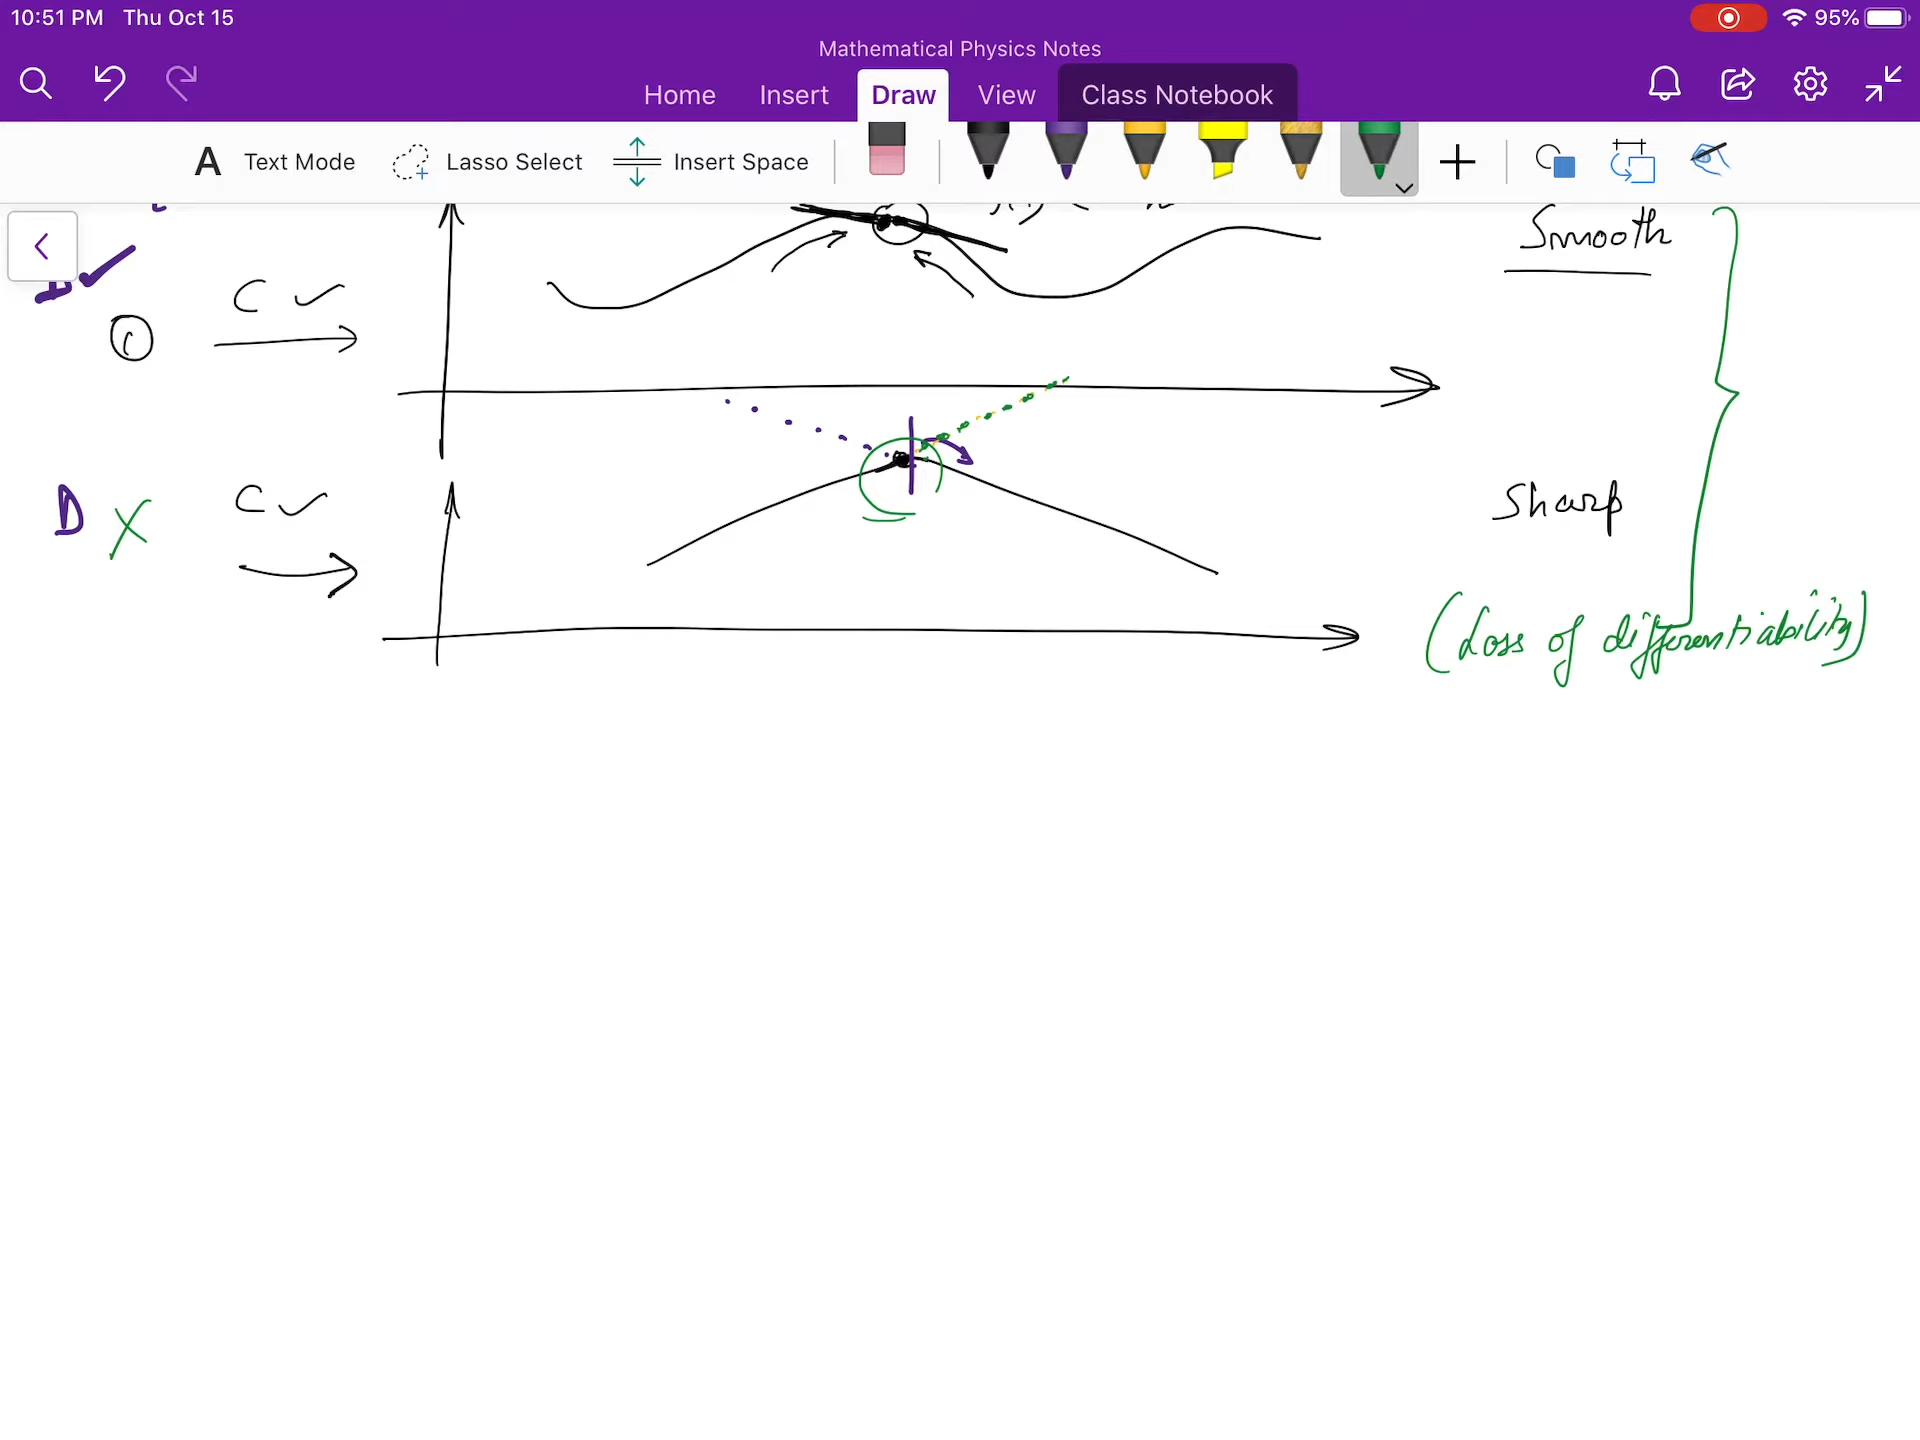 10:51 PM Thu Oct 15
95%
Mathematical Physics Notes
Home Insert Draw View Class Notebook
A Text Mode Lasso Select Insert Space
Smooth
D ✓
C ✓
①
D X
C ✓
Sharp
(Loss of differentiability)